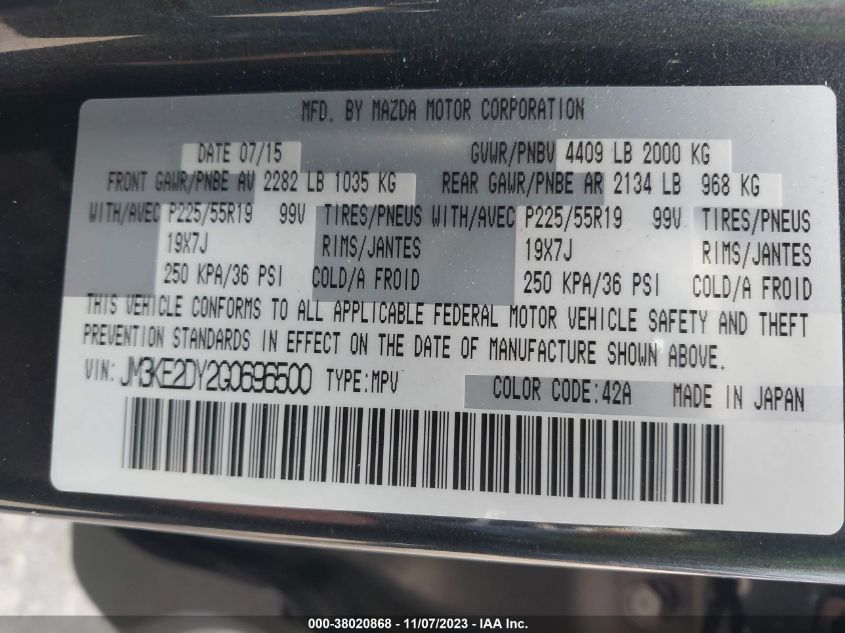 MFD. BY MAZDA MOTOR CORPORATION
DATE 07/15 GVWR/PNBV 4409 LB 2000 KG
FRONT GAWR/PNBE AV 2282 LB 1035 KG REAR GAWR/PNBE AR 2134 LB 968 KG
WITH/AVEC P225/55R19 99V TIRES/PNEUS WITH/AVEC P225/55R19 99V TIRES/PNEUS
19X7J RIMS/JANTES 19X7J RIMS/JANTES
250 KPA/36 PSI COLD/A FROID 250 KPA/36 PSI COLD/A FROID
THIS VEHICLE CONFORMS TO ALL APPLICABLE FEDERAL MOTOR VEHICLE SAFETY AND THEFT
PREVENTION STANDARDS IN EFFECT ON THE DATE OF MANUFACTURE SHOWN ABOVE.
VIN: JM3KE2DY2G0696500 TYPE:MPV COLOR CODE:42A MADE IN JAPAN
000-38020868 - 11/07/2023 - IAA Inc.